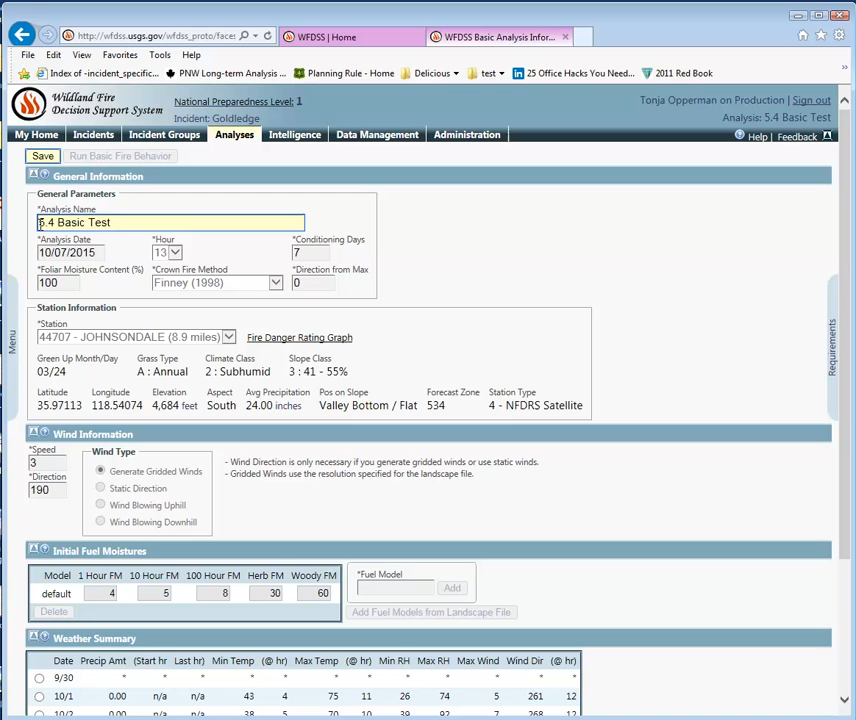 http://wfdss.usgs.gov/wfdss_proto/faces
WFDSS | Home
WFDSS Basic Analysis Infor...
File Edit View Favorites Tools Help
Index of -incident_specific... PNW Long-term Analysis ... Planning Rule - Home Delicious test 25 Office Hacks You Need... 2011 Red Book
Wildland Fire
Decision Support System
National Preparedness Level: 1
Incident: Goldledge
Tonja Opperman on Production | Sign out
Analysis: 5.4 Basic Test
My Home Incidents Incident Groups Analyses Intelligence Data Management Administration Help | Feedback
Save Run Basic Fire Behavior
General Information
General Parameters
*Analysis Name
5.4 Basic Test
*Analysis Date *Hour *Conditioning Days
10/07/2015 13 7
*Foliar Moisture Content (%) *Crown Fire Method *Direction from Max
100 Finney (1998) 0
Station Information
*Station
44707 - JOHNSONDALE (8.9 miles) Fire Danger Rating Graph
Green Up Month/Day Grass Type Climate Class Slope Class
03/24 A : Annual 2 : Subhumid 3 : 41 - 55%
Latitude Longitude Elevation Aspect Avg Precipitation Pos on Slope Forecast Zone Station Type
35.97113 118.54074 4,684 feet South 24.00 inches Valley Bottom / Flat 534 4 - NFDRS Satellite
Menu
Requirements
Wind Information
*Speed
3
*Direction
190
Wind Type
Generate Gridded Winds
Static Direction
Wind Blowing Uphill
Wind Blowing Downhill
- Wind Direction is only necessary if you generate gridded winds or use static winds.
- Gridded Winds use the resolution specified for the landscape file.
Initial Fuel Moistures
Model 1 Hour FM 10 Hour FM 100 Hour FM Herb FM Woody FM
default 4 5 8 30 60
Delete
*Fuel Model
Add
Add Fuel Models from Landscape File
Weather Summary
Date Precip Amt (Start hr Last hr) Min Temp (@ hr) Max Temp (@ hr) Min RH Max RH Max Wind Wind Dir (@ hr)
9/30 * * * * * * * * * * * *
10/1 0.00 n/a n/a 43 4 75 11 26 74 5 261 12
10/2 0.00 n/a n/a 38 5 70 10 39 92 7 268 12